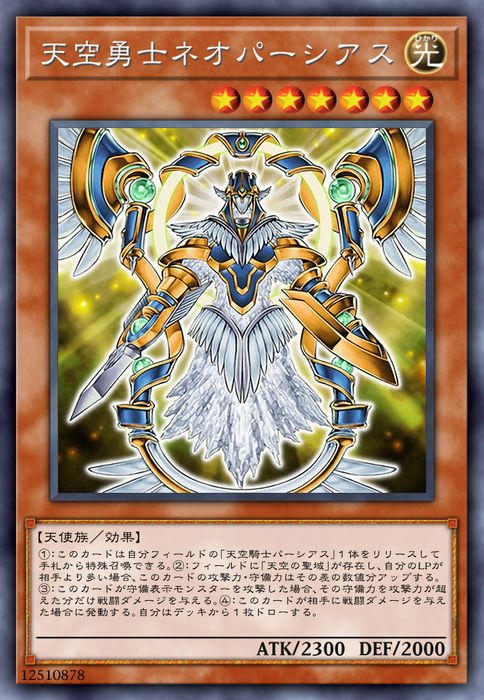 天空勇士ネオパーシアス
ひかり
光
【天使族／効果】
①：このカードは自分フィールドの「天空騎士パーシアス」１体をリリースして
手札から特殊召喚できる。②：フィールドに「天空の聖域」が存在し、自分のLPが
相手より多い場合、このカードの攻撃力・守備力はその差の数値分アップする。
③：このカードが守備表示モンスターを攻撃した場合、その守備力を攻撃力が超
えた分だけ戦闘ダメージを与える。④：このカードが相手に戦闘ダメージを与え
た場合に発動する。自分はデッキから１枚ドローする。
ATK/2300 DEF/2000
12510878